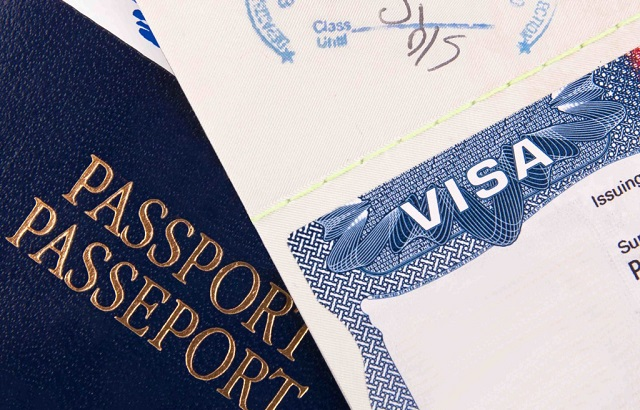 Class
Until D/S
VISA
Issuing
PASSPORT
PASSEPORT